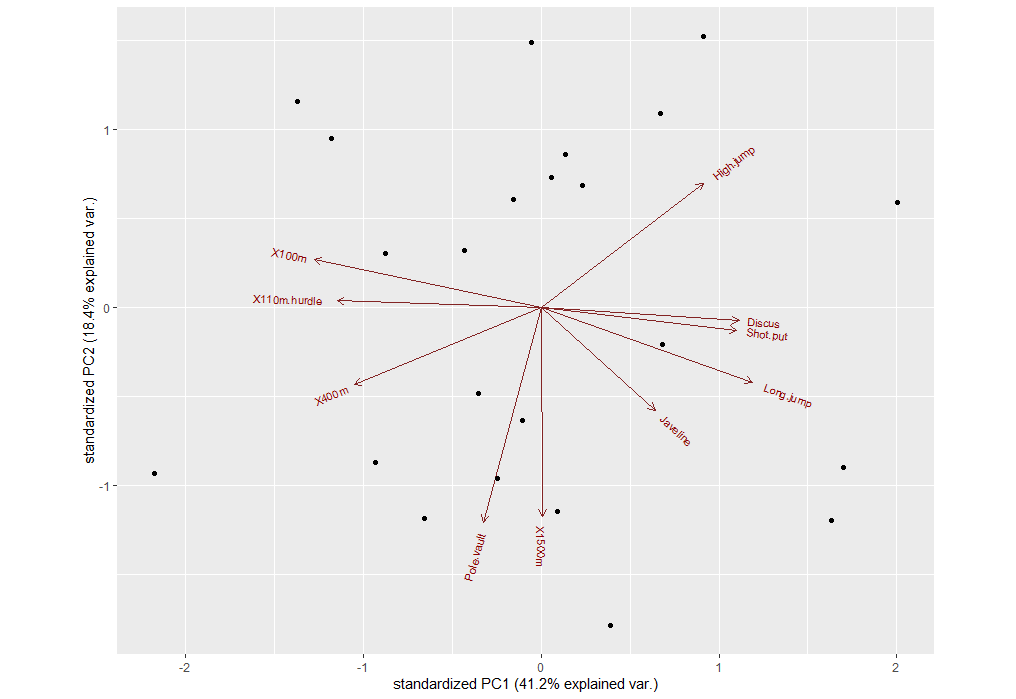 standardized PC2 (18.4% explained var.)
1
0
-1
High.jump
X100m
X110m.hurdle
Discus
Shot.put
X400m
Long.jump
Javeline
Pole.vault
X1500m
-2
-1
0
1
2
standardized PC1 (41.2% explained var.)